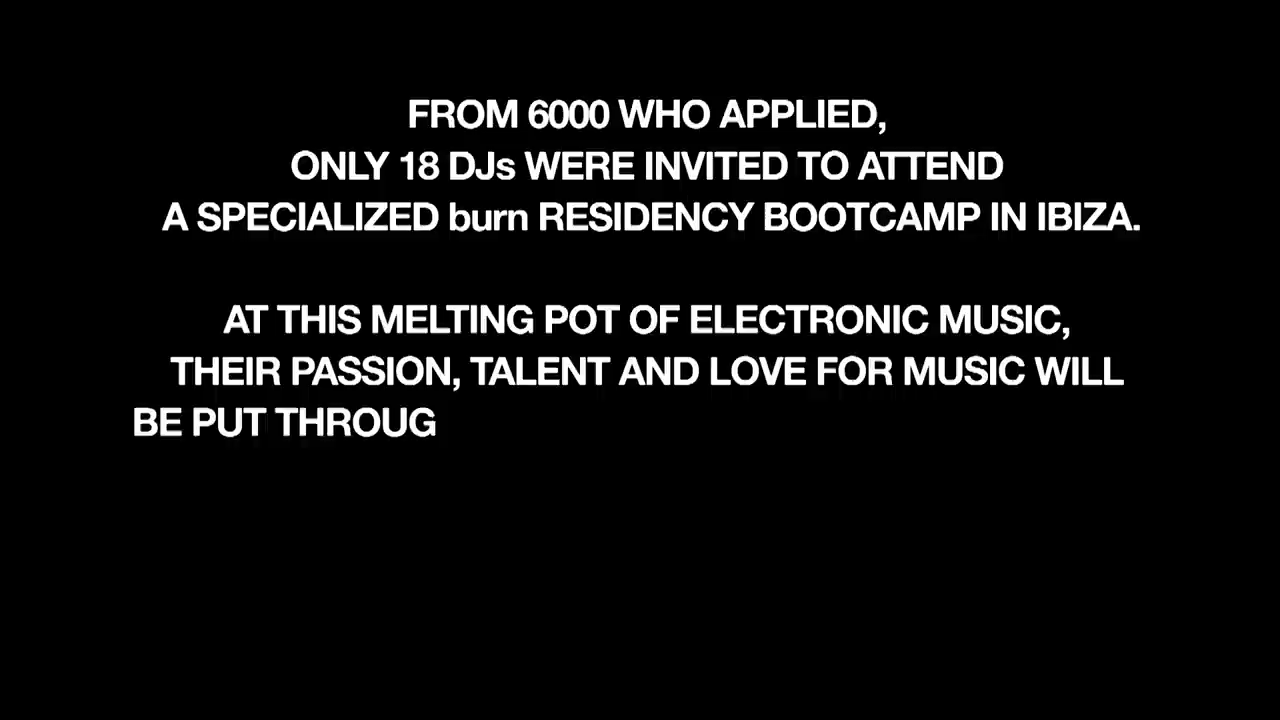 FROM 6000 WHO APPLIED,
ONLY 18 DJs WERE INVITED TO ATTEND
A SPECIALIZED burn RESIDENCY BOOTCAMP IN IBIZA.
AT THIS MELTING POT OF ELECTRONIC MUSIC,
THEIR PASSION, TALENT AND LOVE FOR MUSIC WILL
BE PUT THROUG